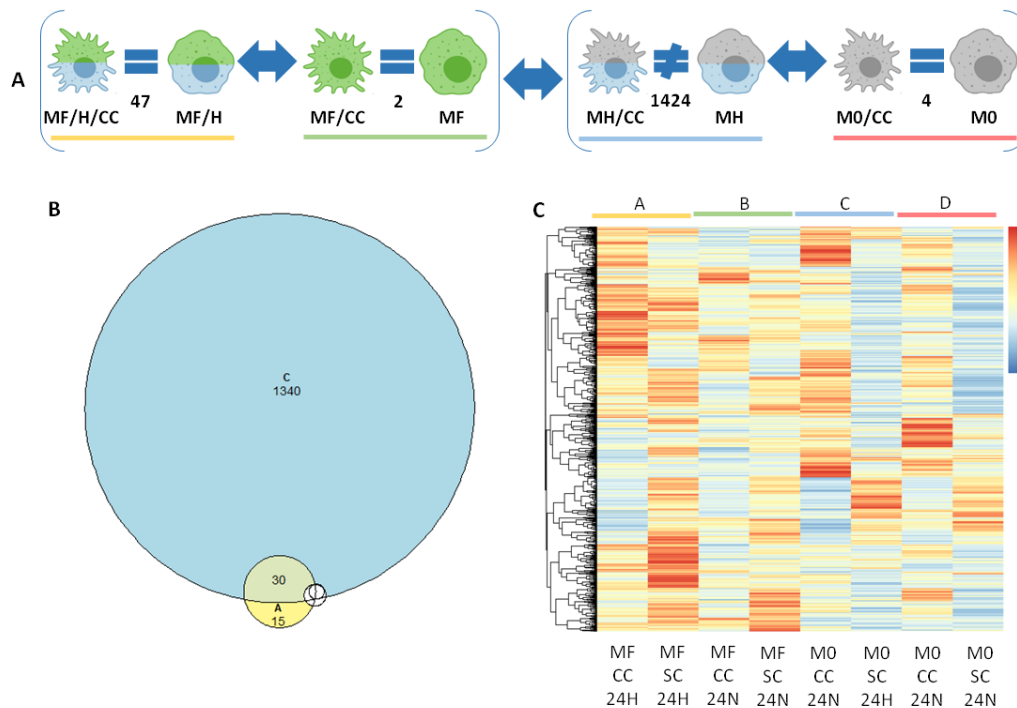 A
47
2
1424
4
MF/H/CC MF/H MF/CC MF MH/CC MH M0/CC M0
B
C
1340
30
A
15
C
A B C D
MF MF MF MF M0 M0 M0 M0
CC SC CC SC CC SC CC SC
24H 24H 24N 24N 24N 24H 24N 24N